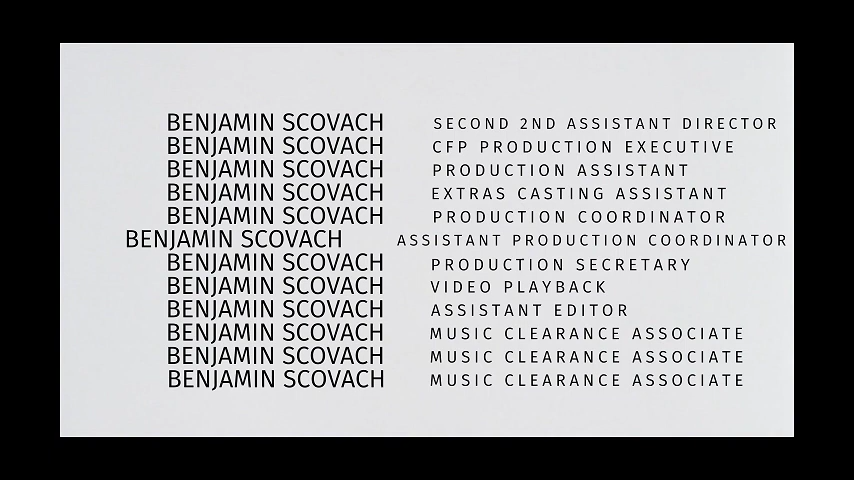 BENJAMIN SCOVACH SECOND 2ND ASSISTANT DIRECTOR
BENJAMIN SCOVACH CFP PRODUCTION EXECUTIVE
BENJAMIN SCOVACH PRODUCTION ASSISTANT
BENJAMIN SCOVACH EXTRAS CASTING ASSISTANT
BENJAMIN SCOVACH PRODUCTION COORDINATOR
BENJAMIN SCOVACH ASSISTANT PRODUCTION COORDINATOR
BENJAMIN SCOVACH PRODUCTION SECRETARY
BENJAMIN SCOVACH VIDEO PLAYBACK
BENJAMIN SCOVACH ASSISTANT EDITOR
BENJAMIN SCOVACH MUSIC CLEARANCE ASSOCIATE
BENJAMIN SCOVACH MUSIC CLEARANCE ASSOCIATE
BENJAMIN SCOVACH MUSIC CLEARANCE ASSOCIATE